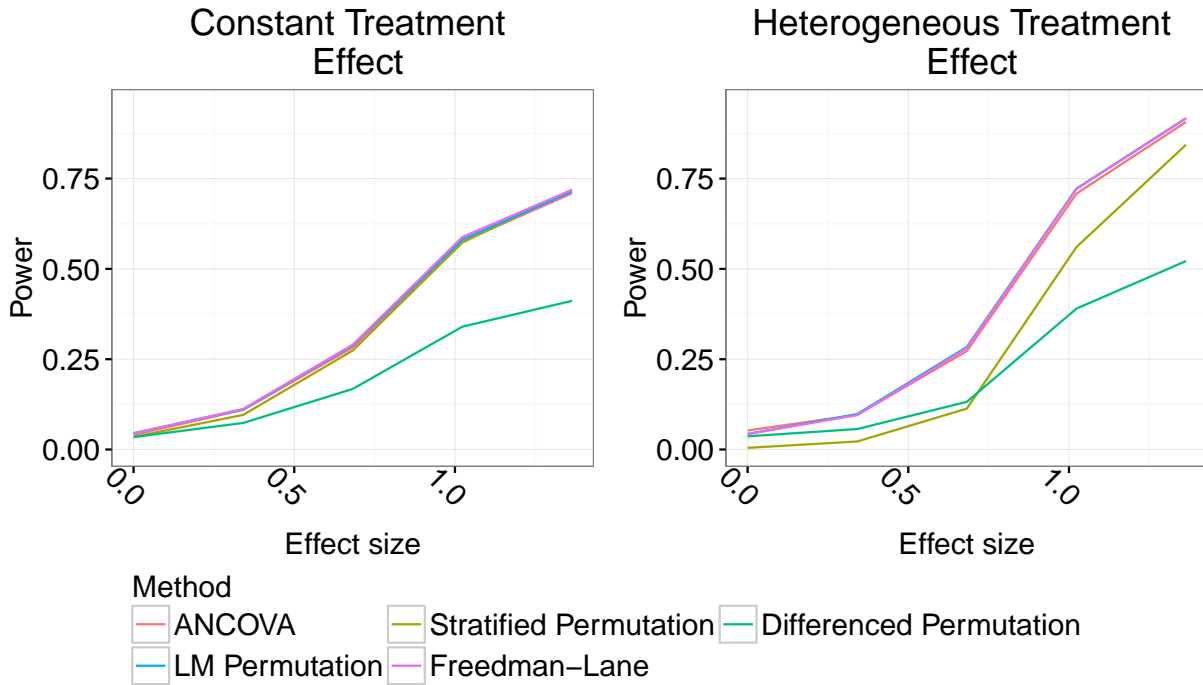 Constant Treatment
Effect
Heterogeneous Treatment
Effect
Power
0.75
0.50
0.25
0.00
0.0
0.5
1.0
Effect size
Power
0.75
0.50
0.25
0.00
0.0
0.5
1.0
Effect size
Method
ANCOVA
Stratified Permutation
Differenced Permutation
LM Permutation
Freedman−Lane